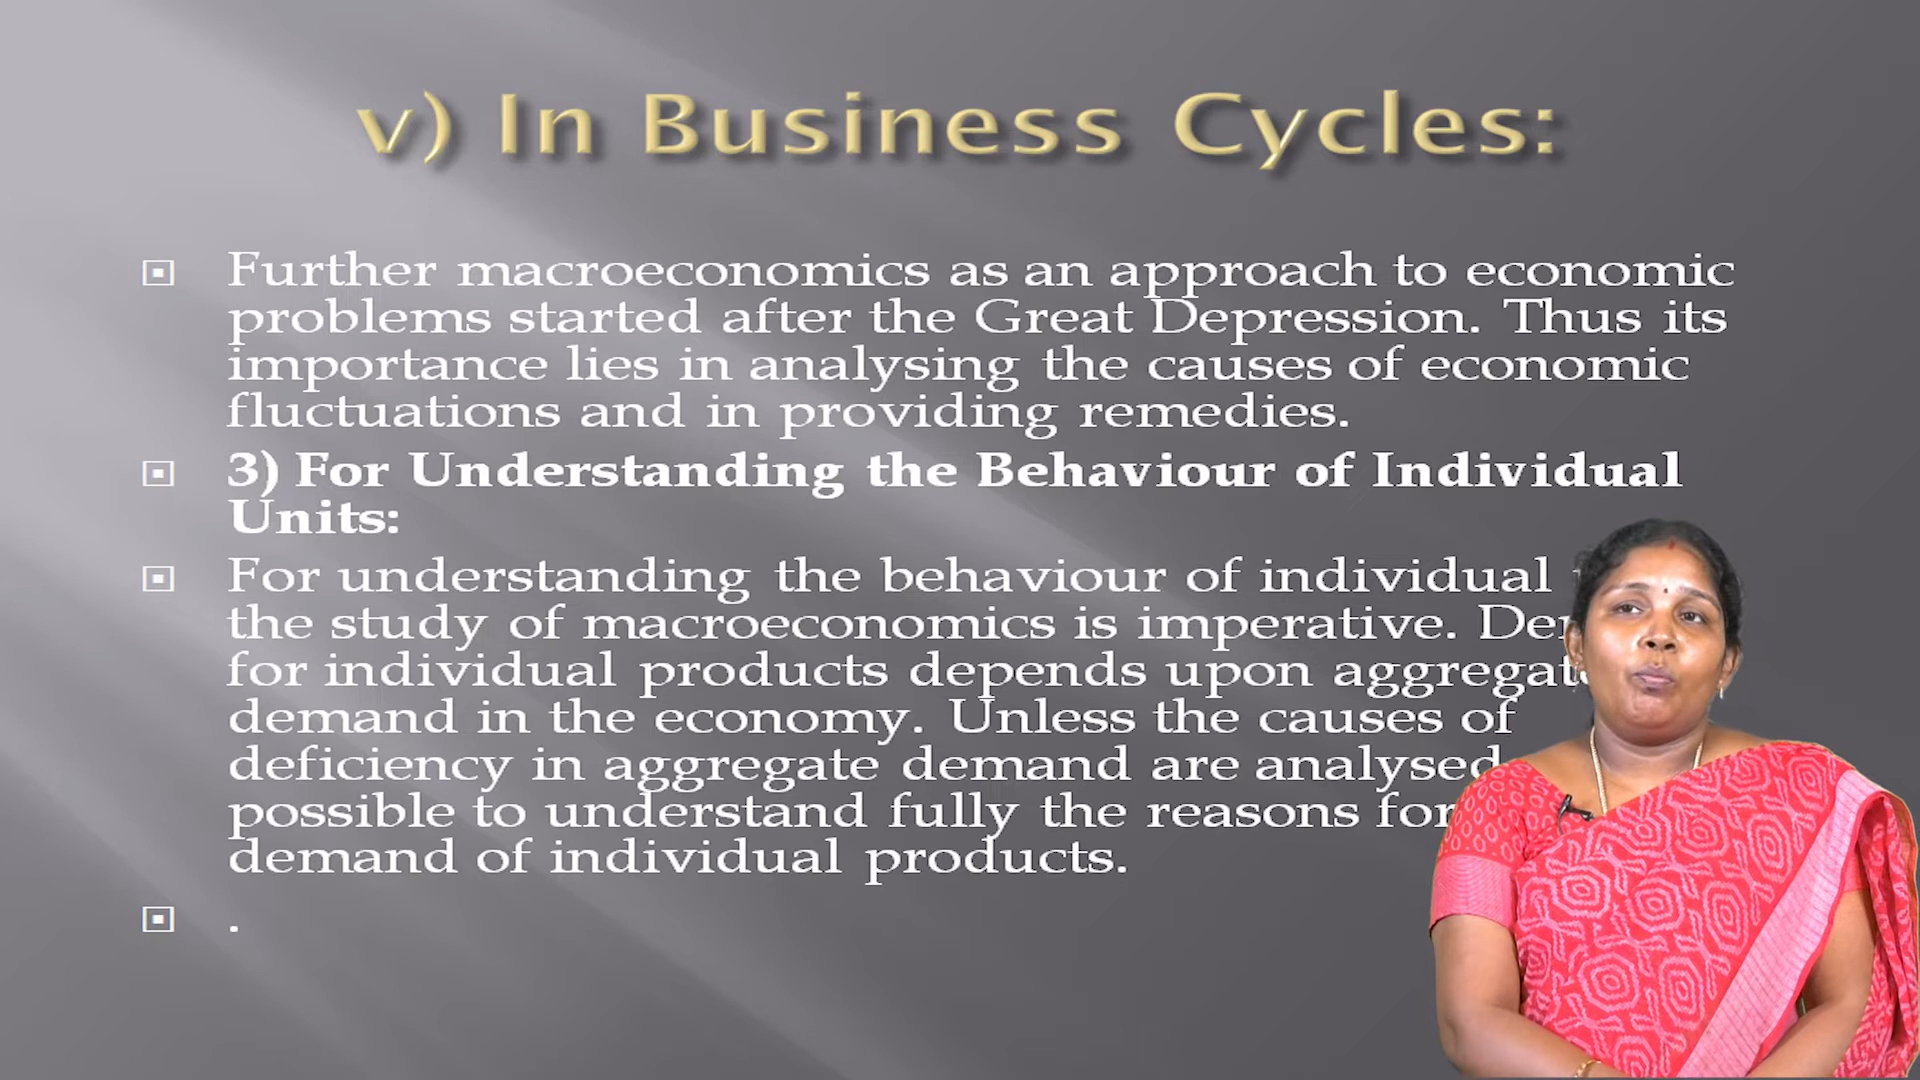 v) In Business Cycles:
Further macroeconomics as an approach to economic
problems started after the Great Depression. Thus its
importance lies in analysing the causes of economic
fluctuations and in providing remedies.
3) For Understanding the Behaviour of Individual
Units:
For understanding the behaviour of individual
the study of macroeconomics is imperative.
for individual products depends upon
demand in the economy. Unless the causes of
deficiency in aggregate demand are analysed
possible to understand fully the reasons for
demand of individual products.
.